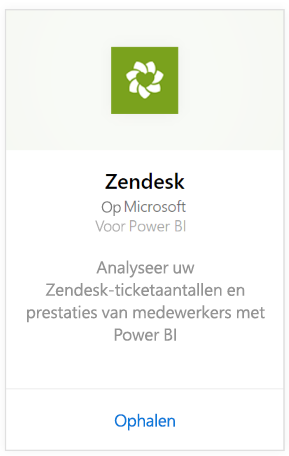 Zendesk
Op Microsoft
Voor Power BI
Analyseer uw
Zendesk-ticketaantallen en
prestaties van medewerkers met
Power BI
Ophalen